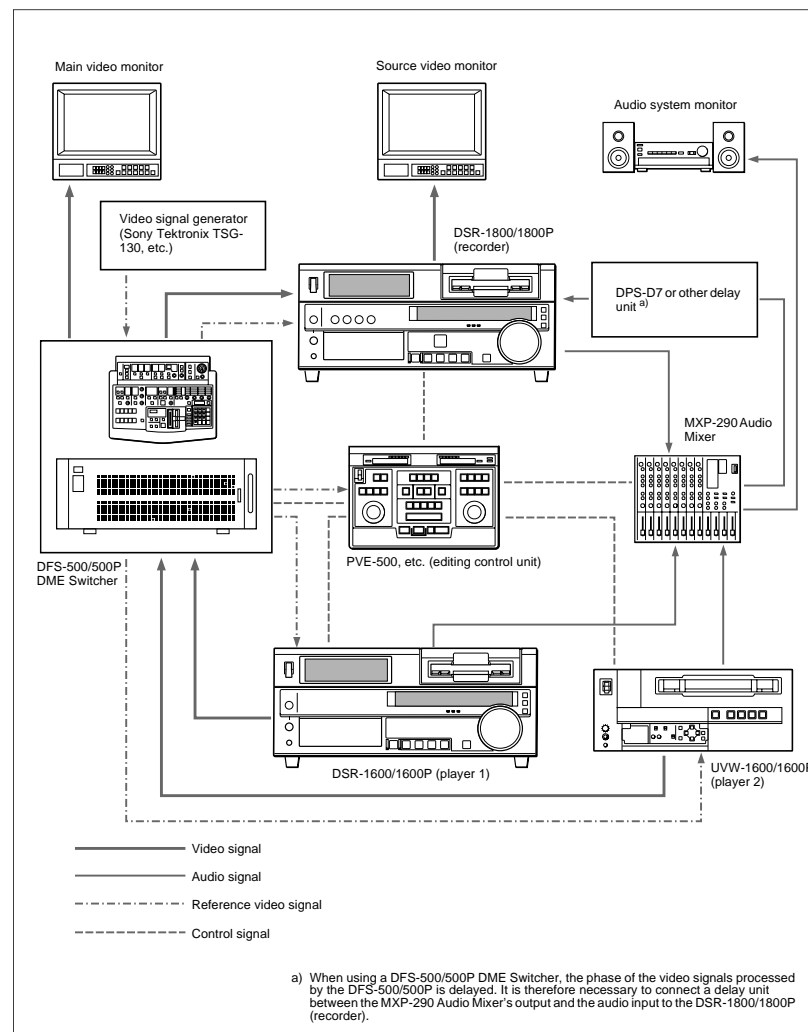 Main video monitor
Source video monitor
Audio system monitor
Video signal generator
(Sony Tektronix TSG-
130, etc.)
DSR-1800/1800P
(recorder)
DPS-D7 or other delay
unit a)
MXP-290 Audio
Mixer
DFS-500/500P
DME Switcher
PVE-500, etc. (editing control unit)
DSR-1600/1600P (player 1)
UVW-1600/1600P
(player 2)
Video signal
Audio signal
Reference video signal
Control signal
a) When using a DFS-500/500P DME Switcher, the phase of the video signals processed
by the DFS-500/500P is delayed. It is therefore necessary to connect a delay unit
between the MXP-290 Audio Mixer's output and the audio input to the DSR-1800/1800P
(recorder).